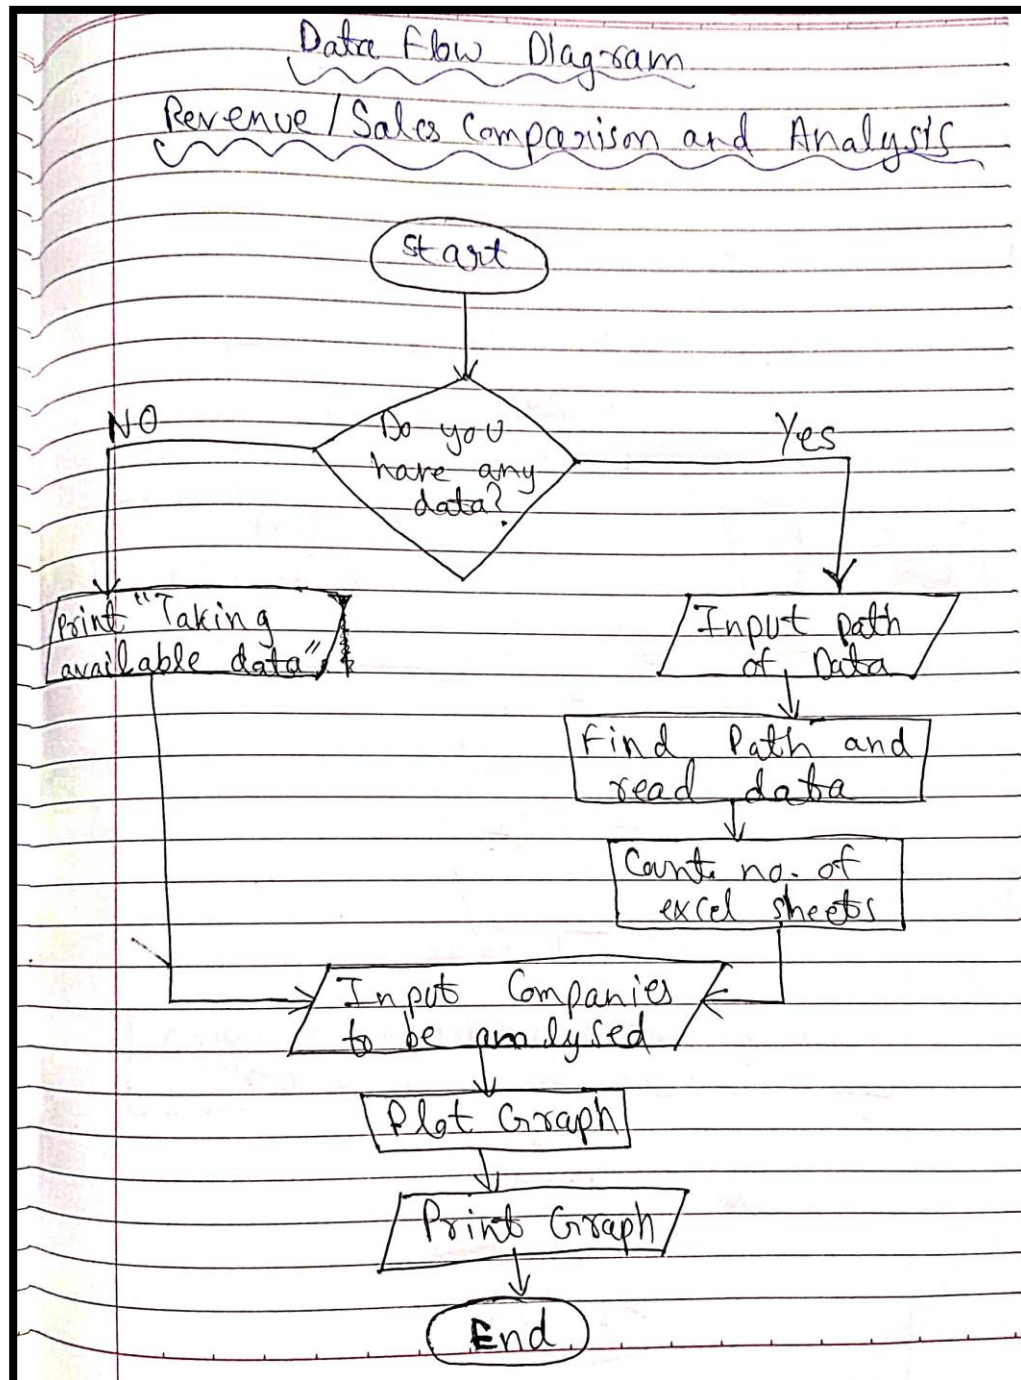 Data Flow Diagram
Revenue/Sales Comparison and Analysis
Start
Do you
have any
data?
NO
Yes
Print "Taking
available data"
Input path
of Data
Find Path and
read data
Count no. of
excel sheets
Input Companies
to be analysed
Plot Graph
Print Graph
End